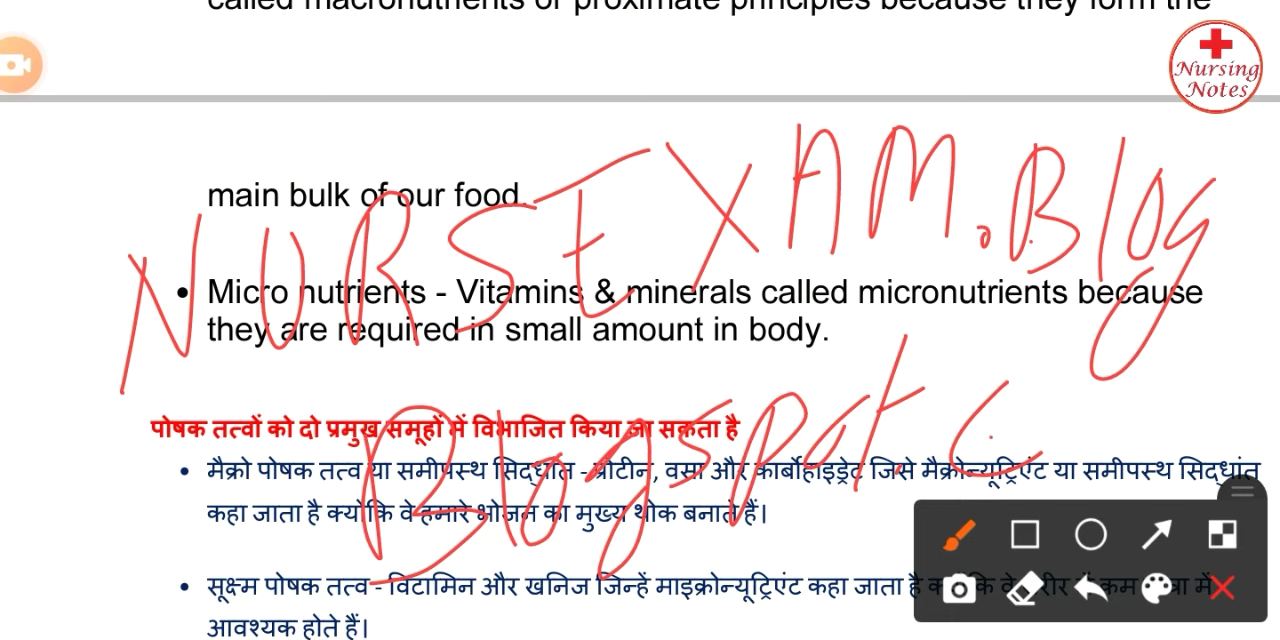 called macronutrients or proximate principles because they form the
Nursing
Notes
main bulk of our food.
NURSEXAM.Blog
Micro nutrients - Vitamins & minerals called micronutrients because
they are required in small amount in body.
Blogspot C
पोषक तत्वों को दो प्रमुख समूहों में विभाजित किया जा सकता है
मैक्रो पोषक तत्व या समीपस्थ सिद्धांत - प्रोटीन, वसा और कार्बोहाइड्रेट जिसे मैक्रोन्यूट्रिएंट या समीपस्थ सिद्धांत
कहा जाता है क्योंकि वे हमारे भोजन का मुख्य थोक बनाते हैं।
सूक्ष्म पोषक तत्व - विटामिन और खनिज जिन्हें माइक्रोन्यूट्रिएंट कहा जाता है क्योंकि वे शरीर में कम मात्रा में
आवश्यक होते हैं।